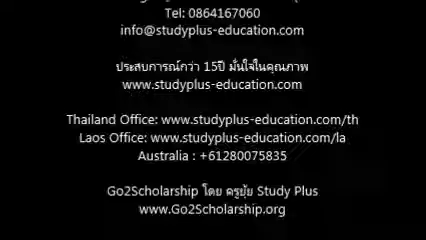 Tel: 0864167060
info@studyplus-education.com
ประสบการณ์กว่า 15ปี มั่นใจในคุณภาพ
www.studyplus-education.com
Thailand Office: www.studyplus-education.com/th
Laos Office: www.studyplus-education.com/la
Australia : +61280075835
Go2Scholarship โดย ครูยุ้ย Study Plus
www.Go2Scholarship.org